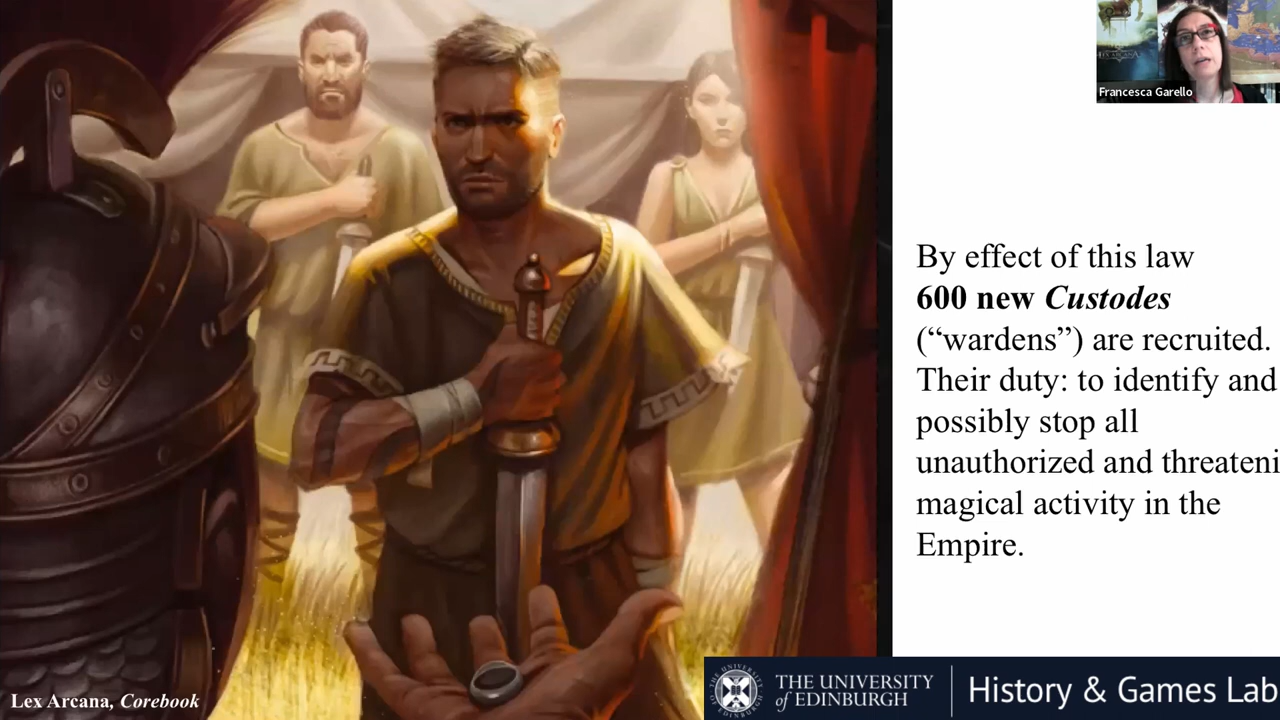 Francesca Garello
By effect of this law
600 new Custodes
(“wardens”) are recruited.
Their duty: to identify and
possibly stop all
unauthorized and threateni
magical activity in the
Empire.
Lex Arcana, Corebook
THE UNIVERSITY
of EDINBURGH
History & Games Lab